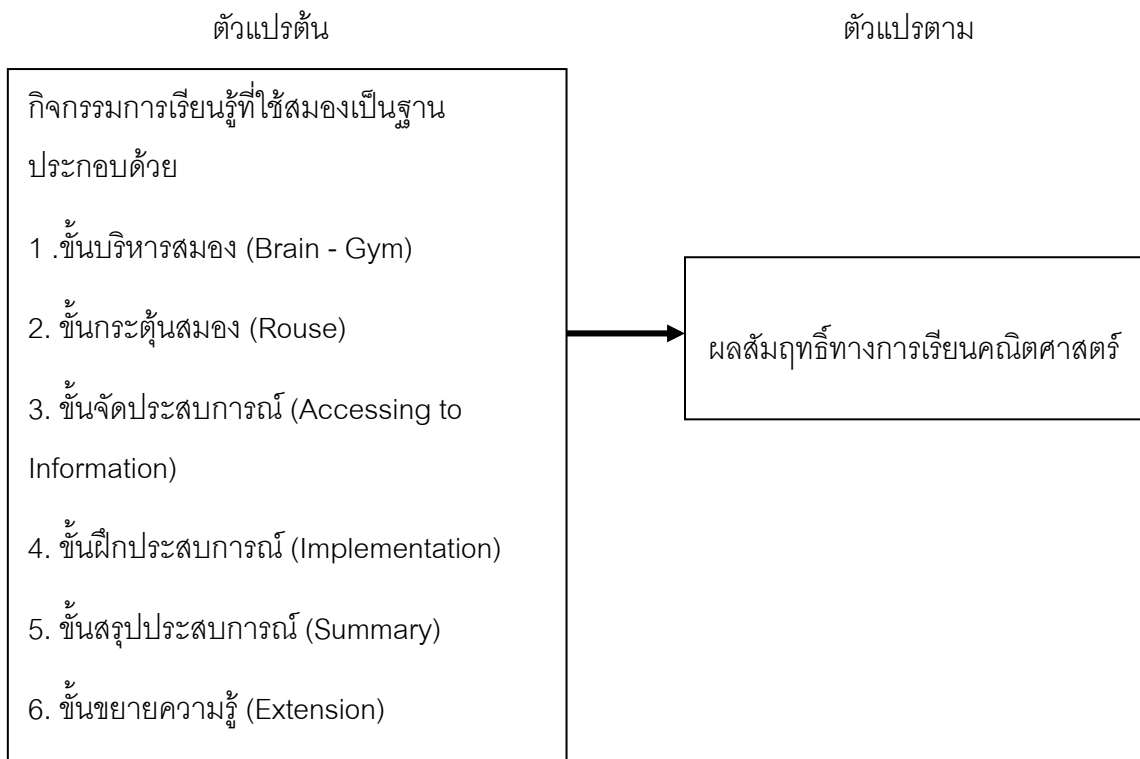 ตัวแปรต้น
ตัวแปรตาม
กิจกรรมการเรียนรู้ที่ใช้สมองเป็นฐาน
ประกอบด้วย
1 .ขั้นบริหารสมอง (Brain - Gym)
2. ขั้นกระตุ้นสมอง (Rouse)
3. ขั้นจัดประสบการณ์ (Accessing to
Information)
4. ขั้นฝึกประสบการณ์ (Implementation)
5. ขั้นสรุปประสบการณ์ (Summary)
6. ขั้นขยายความรู้ (Extension)
ผลสัมฤทธิ์ทางการเรียนคณิตศาสตร์